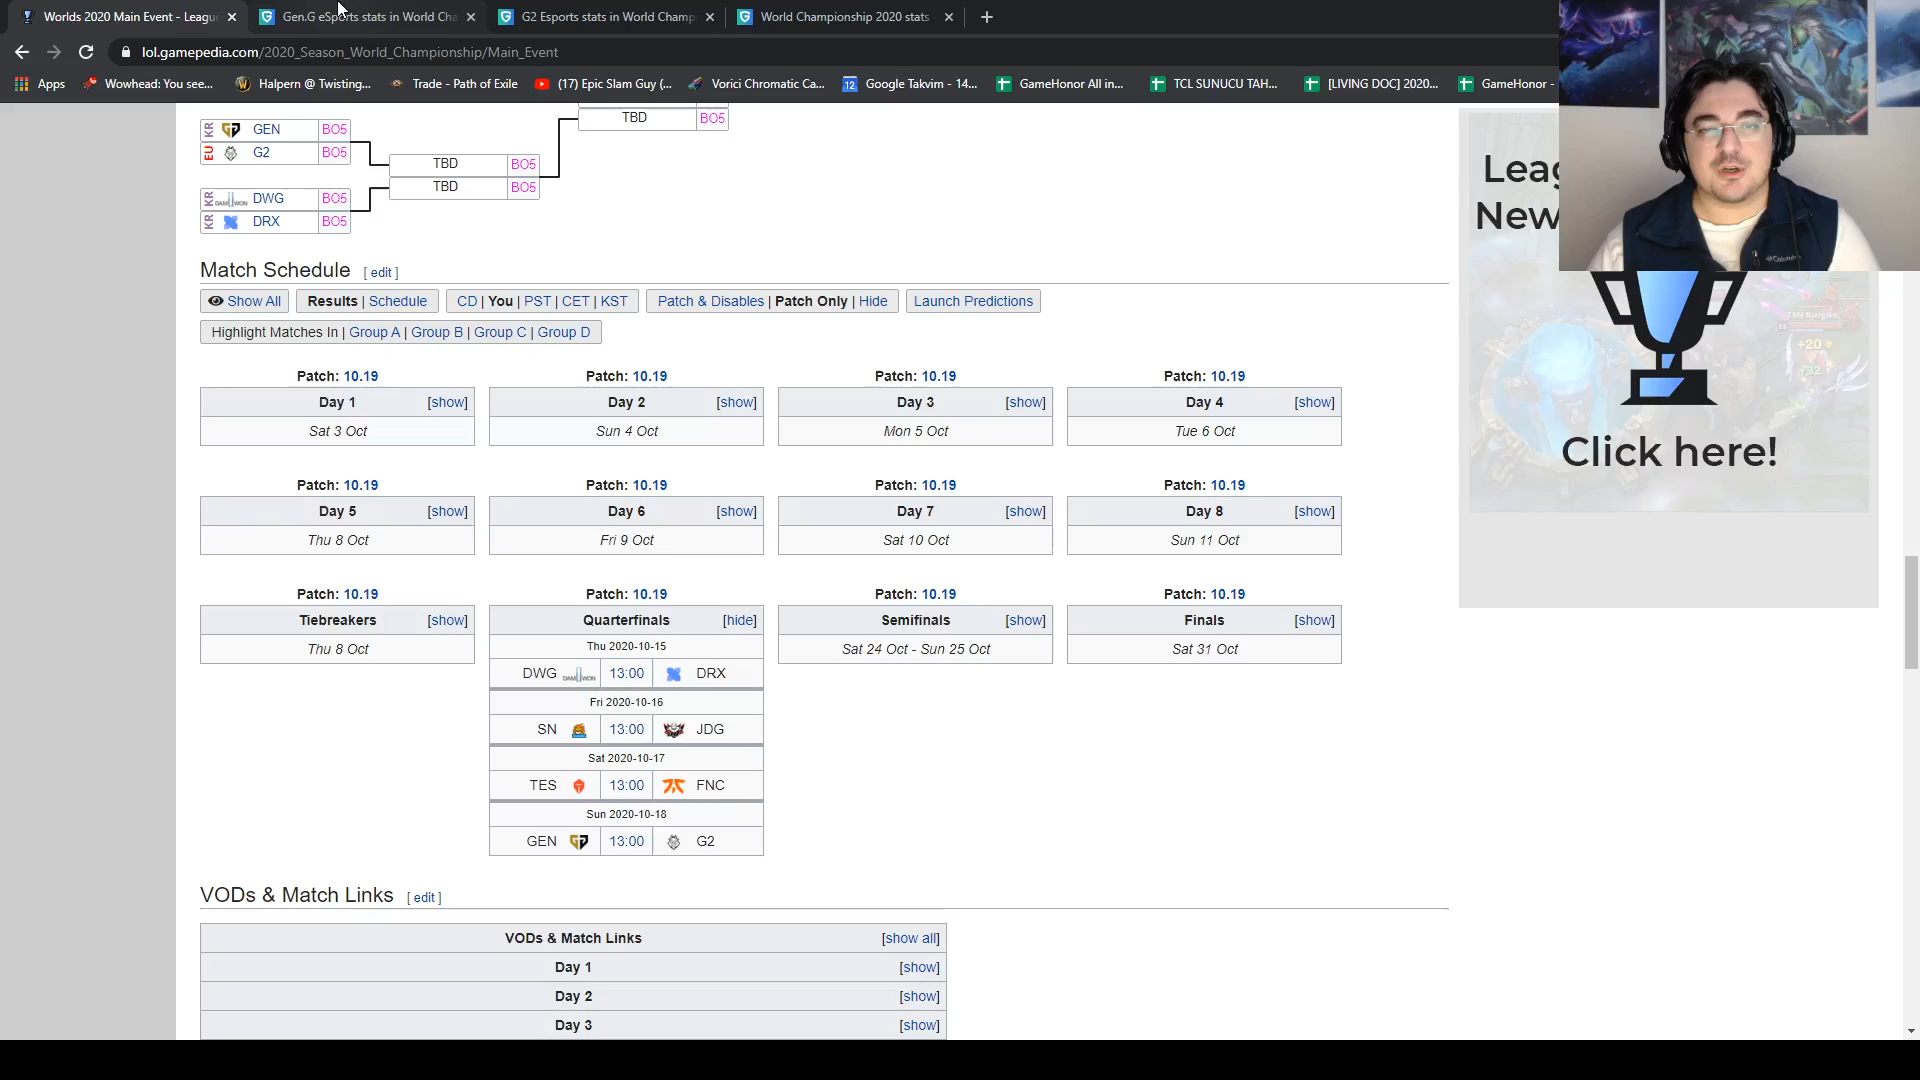 Worlds 2020 Main Event - Leagu
Gen.G eSports stats in World Cha
G2 Esports stats in World Champ
World Championship 2020 stats -
lol.gamepedia.com/2020_Season_World_Championship/Main_Event
Apps
Wowhead: You see...
Halpern @ Twisting...
Trade - Path of Exile
(17) Epic Slam Guy (...
Vorici Chromatic Ca...
12 Google Takvim - 14...
GameHonor All in...
TCL SUNUCU TAH...
[LIVING DOC] 2020...
GameHonor -
TBD BO5
KR GEN BO5
EU G2 BO5
TBD BO5
TBD BO5
KR DAMWON DWG BO5
KR DRX BO5
Match Schedule [ edit ]
Show All Results | Schedule CD | You | PST | CET | KST Patch & Disables | Patch Only | Hide Launch Predictions
Highlight Matches In | Group A | Group B | Group C | Group D
Patch: 10.19 Patch: 10.19 Patch: 10.19 Patch: 10.19
Day 1 [show] Day 2 [show] Day 3 [show] Day 4 [show]
Sat 3 Oct Sun 4 Oct Mon 5 Oct Tue 6 Oct
Patch: 10.19 Patch: 10.19 Patch: 10.19 Patch: 10.19
Day 5 [show] Day 6 [show] Day 7 [show] Day 8 [show]
Thu 8 Oct Fri 9 Oct Sat 10 Oct Sun 11 Oct
Patch: 10.19 Patch: 10.19 Patch: 10.19 Patch: 10.19
Tiebreakers [show] Quarterfinals [hide] Semifinals [show] Finals [show]
Thu 8 Oct Thu 2020-10-15 Sat 24 Oct - Sun 25 Oct Sat 31 Oct
DWG DAMWON 13:00 DRX
Fri 2020-10-16
SN 13:00 JDG
Sat 2020-10-17
TES 13:00 FNC
Sun 2020-10-18
GEN 13:00 G2
VODs & Match Links [ edit ]
VODs & Match Links [show all]
Day 1 [show]
Day 2 [show]
Day 3 [show]
Leag
New
TSM Bjergsen
+20
+32
Click here!
Columbia